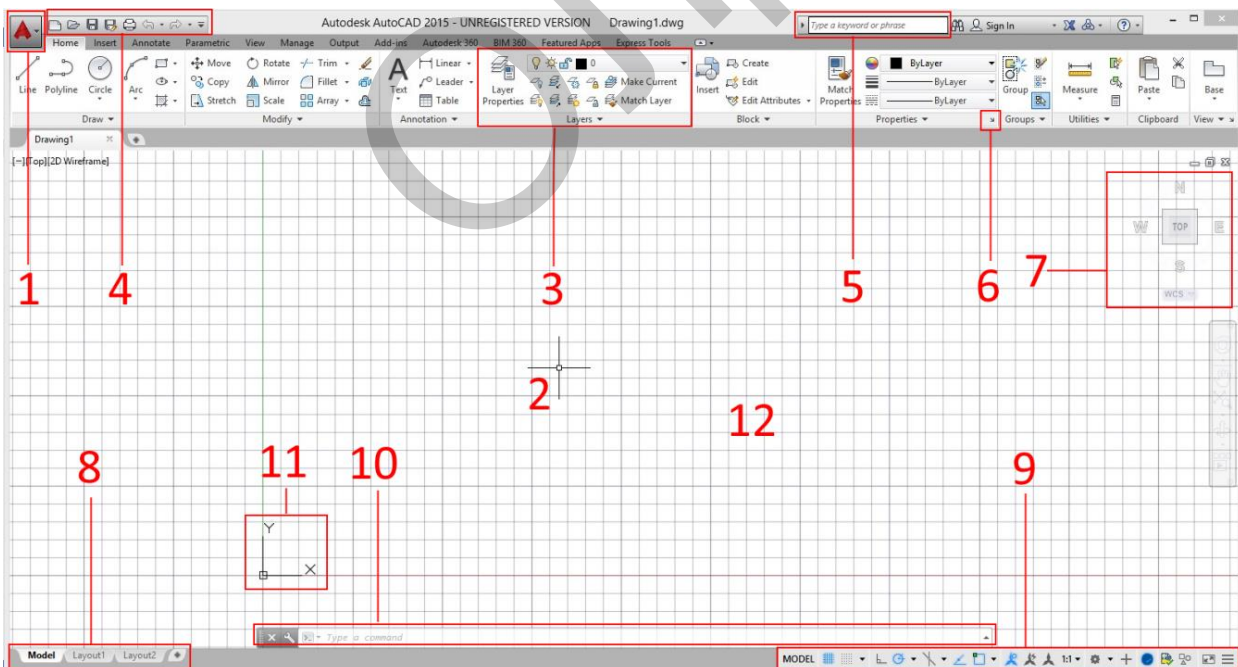 Autodesk AutoCAD 2015 - UNREGISTERED VERSION Drawing1.dwg
Type a keyword or phrase
Sign In
Home Insert Annotate Parametric View Manage Output Add-ins Autodesk 360 BIM 360 Featured Apps Express Tools
Move Rotate Trim Linear 0 Create ByLayer
Copy Mirror Fillet Leader Make Current Edit ByLayer
Line Polyline Circle Arc Text Layer Properties Insert Match Properties Group Measure Paste Base
Stretch Scale Array Table Match Layer Edit Attributes ByLayer
Draw Modify Annotation Layers Block Properties Groups Utilities Clipboard View
Drawing1
[−][Top][2D Wireframe]
N
W TOP E
S
WCS
1 4 3 5 6 7
2
12
8 11 10 9
Y
X
Type a command
Model Layout1 Layout2
MODEL 1:1